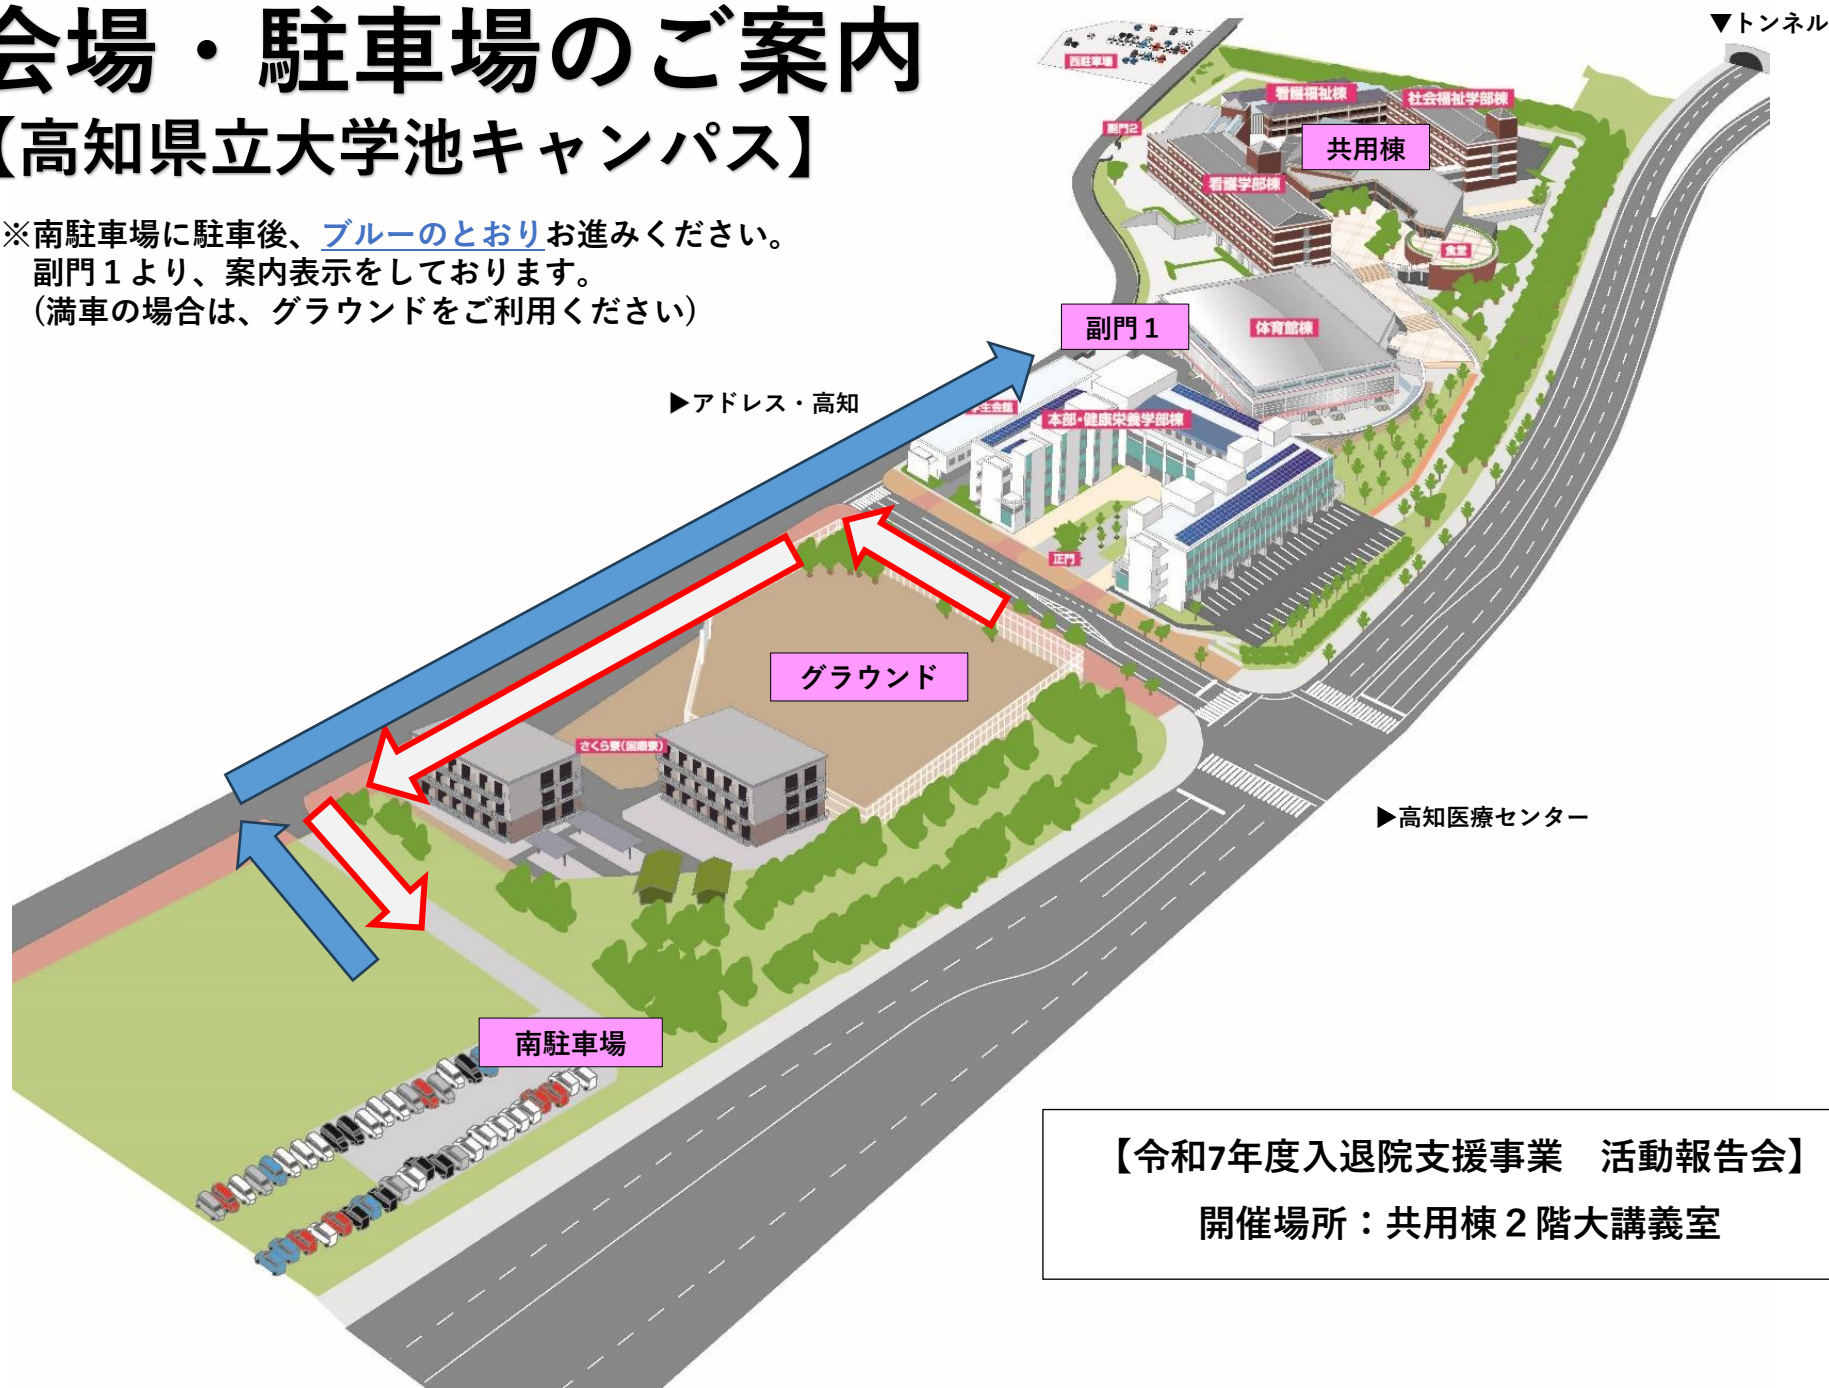 会場・駐車場のご案内
【高知県立大学池キャンパス】
※南駐車場に駐車後、ブルーのとおりお進みください。
副門１より、案内表示をしております。
(満車の場合は、グラウンドをご利用ください)
▼トンネル
西駐車場
副門2
看護福祉棟
社会福祉学部棟
共用棟
看護学部棟
食堂
副門１
体育館棟
▶アドレス・高知
学生会館
本部・健康栄養学部棟
正門
グラウンド
さくら寮(国際寮)
▶高知医療センター
南駐車場
【令和7年度入退院支援事業　活動報告会】
開催場所：共用棟２階大講義室